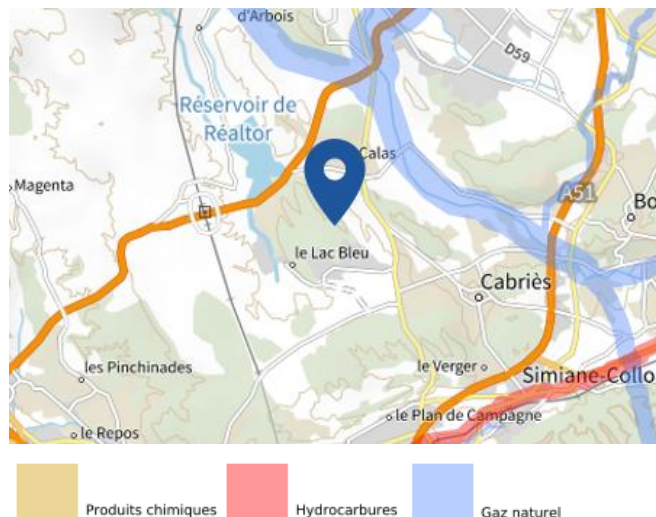 d'Arbois
D59
Réservoir de
Réaltor
Calas
Magenta
A51
le Lac Bleu
Cabriès
les Pinchinades
le Verger
Simiane-Collo
le Plan de Campagne
le Repos
Produits chimiques
Hydrocarbures
Gaz naturel